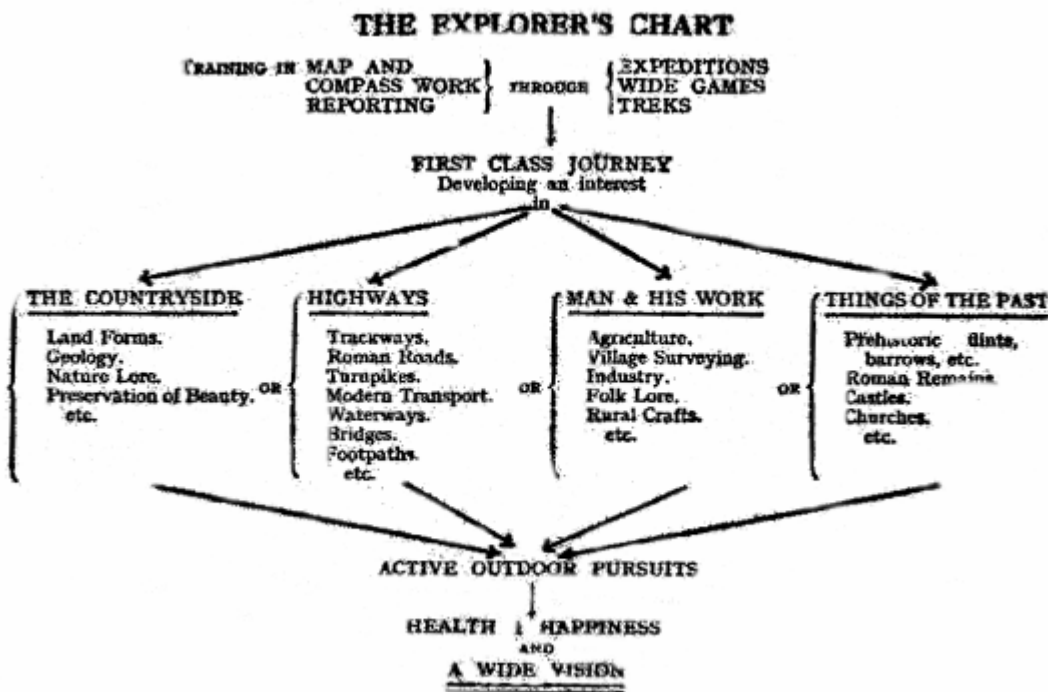 THE EXPLORER'S CHART
TRAINING IN MAP AND
COMPASS WORK
REPORTING
THROUGH
EXPEDITIONS
WIDE GAMES
TREKS
FIRST CLASS JOURNEY
Developing an interest
in
THE COUNTRYSIDE
Land Forms.
Geology.
Nature Lore.
Preservation of Beauty.
etc.
OR
HIGHWAYS
Trackways.
Roman Roads.
Turnpikes.
Modern Transport.
Waterways.
Bridges.
Footpaths.
etc.
OR
MAN & HIS WORK
Agriculture.
Village Surveying.
Industry.
Folk Lore.
Rural Crafts.
etc.
OR
THINGS OF THE PAST
Prehistoric flints,
barrows, etc.
Roman Remains.
Castles.
Churches.
etc.
ACTIVE OUTDOOR PURSUITS
HEALTH & HAPPINESS
AND
A WIDE VISION